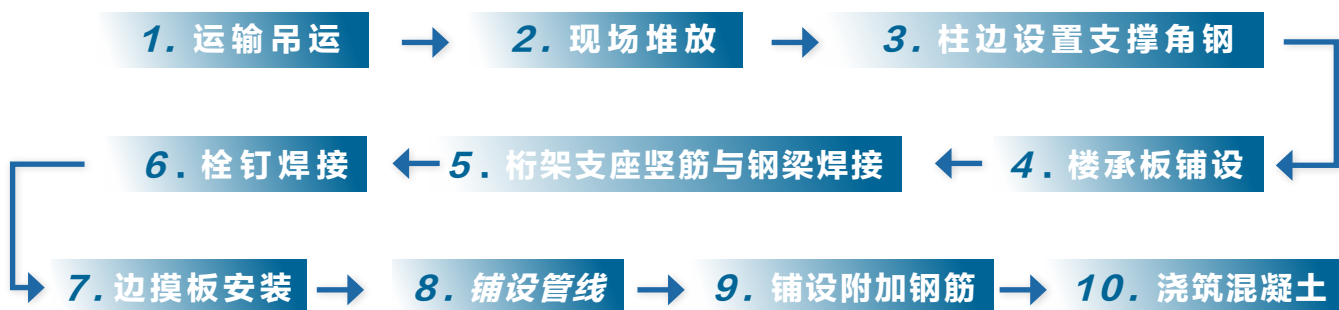 1. 运输吊运
2. 现场堆放
3. 柱边设置支撑角钢
4. 楼承板铺设
5. 桁架支座竖筋与钢梁焊接
6. 栓钉焊接
7. 边摸板安装
8. 铺设管线
9. 铺设附加钢筋
10. 浇筑混凝土